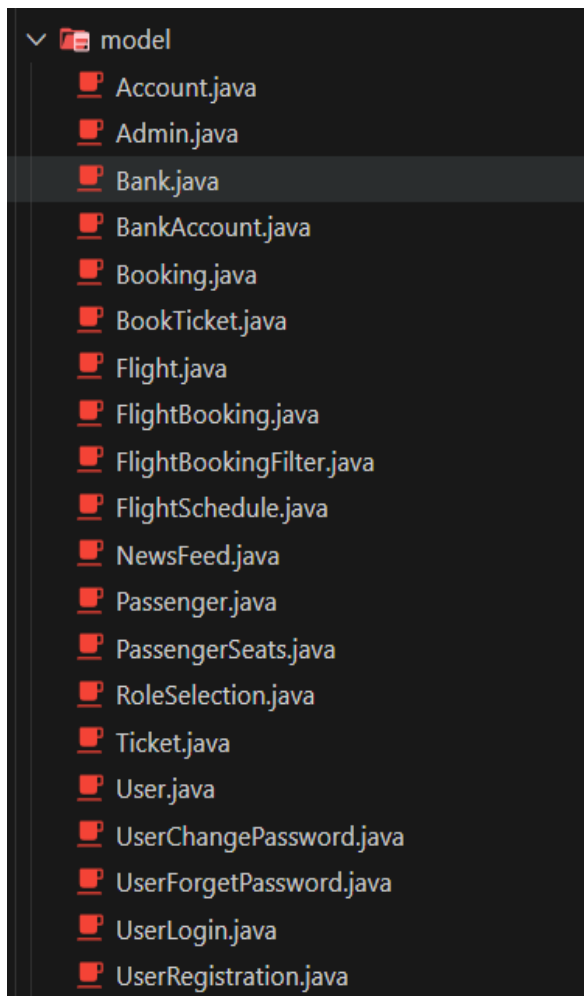 model
Account.java
Admin.java
Bank.java
BankAccount.java
Booking.java
BookTicket.java
Flight.java
FlightBooking.java
FlightBookingFilter.java
FlightSchedule.java
NewsFeed.java
Passenger.java
PassengerSeats.java
RoleSelection.java
Ticket.java
User.java
UserChangePassword.java
UserForgetPassword.java
UserLogin.java
UserRegistration.java